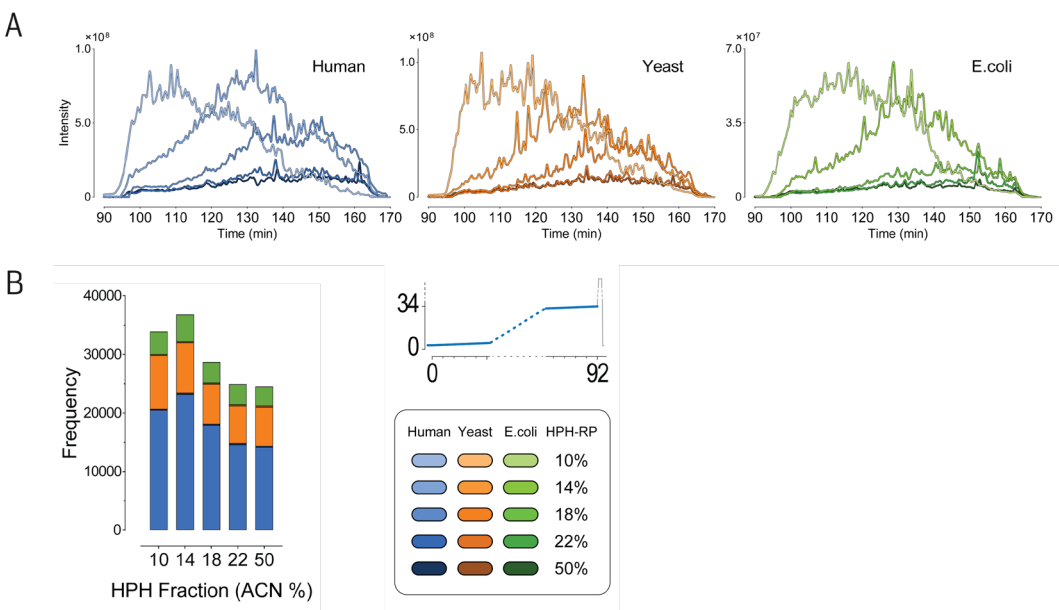 A
×10⁸
1.0
5.0
0
Intensity
Human
90 100 110 120 130 140 150 160 170
Time (min)
×10⁸
1.0
5.0
0
Yeast
90 100 110 120 130 140 150 160 170
Time (min)
×10⁷
7.0
3.5
0
E.coli
90 100 110 120 130 140 150 160 170
Time (min)
B
40000
30000
20000
10000
0
Frequency
10 14 18 22 50
HPH Fraction (ACN %)
34
0
0 92
Human Yeast E.coli HPH-RP
10%
14%
18%
22%
50%